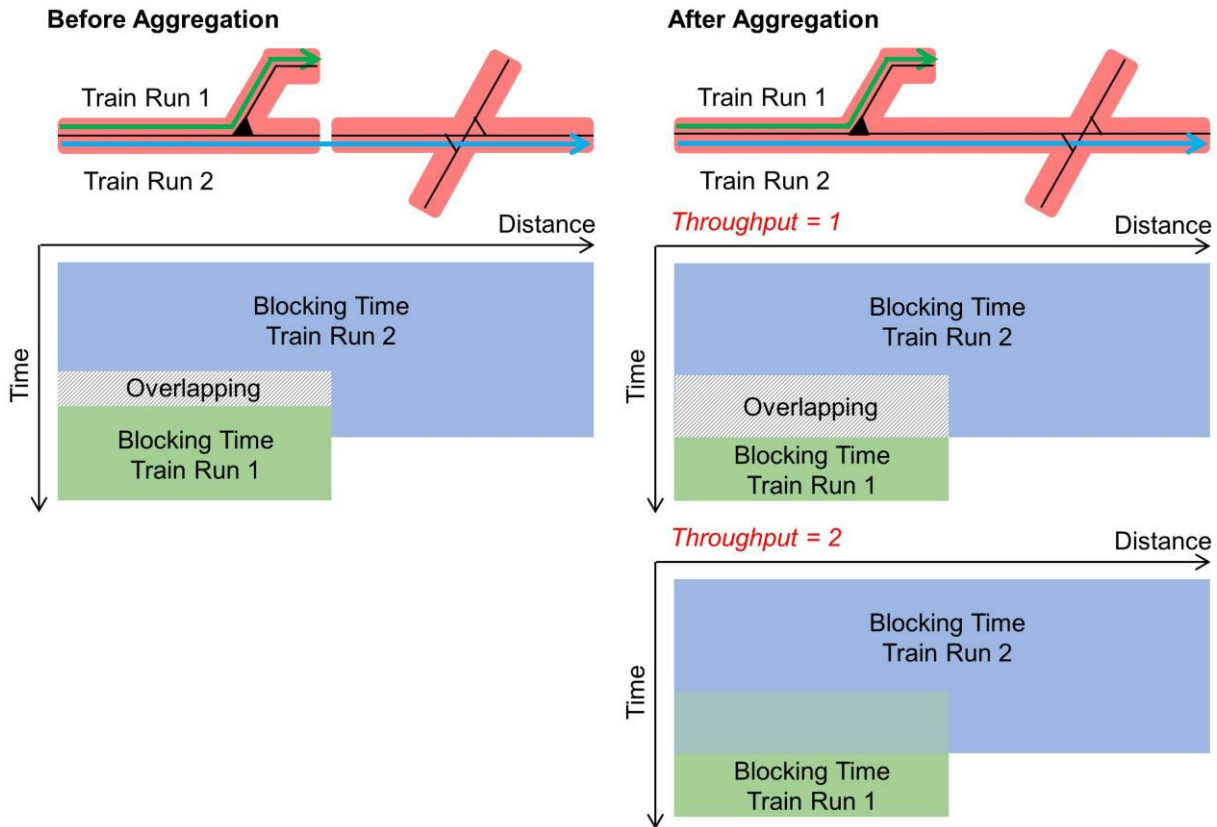 Before Aggregation
Train Run 1
Train Run 2
Distance
Time
Blocking Time
Train Run 2
Overlapping
Blocking Time
Train Run 1
After Aggregation
Train Run 1
Train Run 2
Throughput = 1
Distance
Time
Blocking Time
Train Run 2
Overlapping
Blocking Time
Train Run 1
Throughput = 2
Distance
Time
Blocking Time
Train Run 2
Blocking Time
Train Run 1